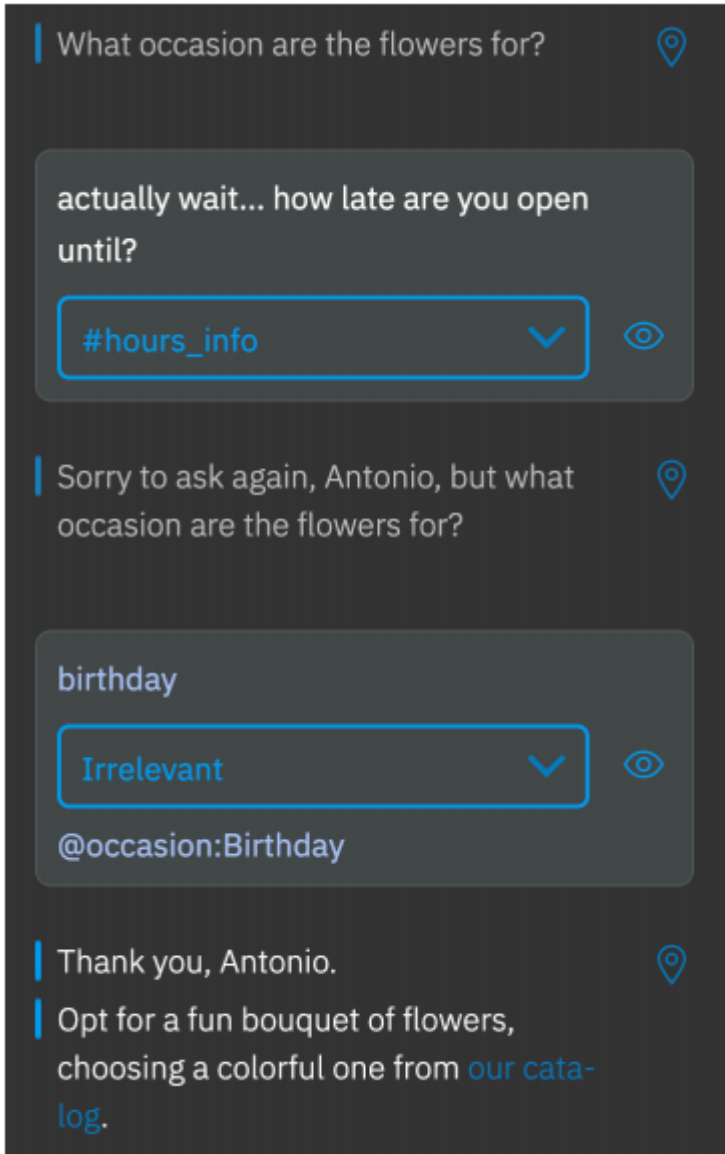 What occasion are the flowers for?
actually wait... how late are you open
until?
#hours_info
Sorry to ask again, Antonio, but what
occasion are the flowers for?
birthday
Irrelevant
@occasion:Birthday
Thank you, Antonio.
Opt for a fun bouquet of flowers,
choosing a colorful one from our cata-
log.